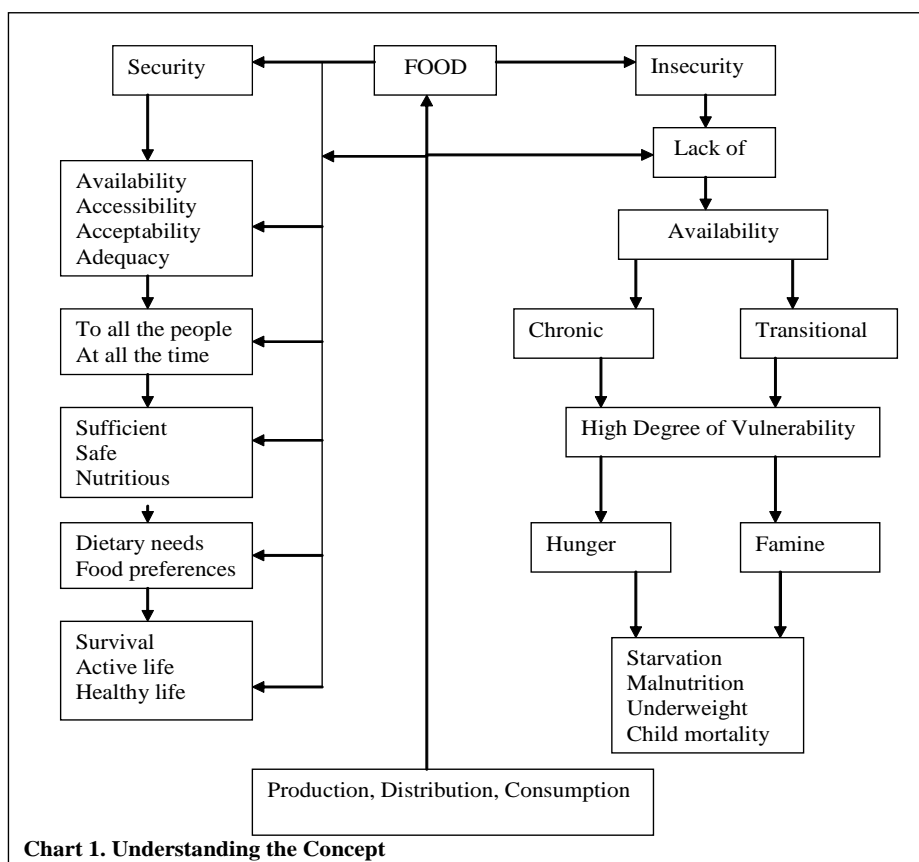 Security
FOOD
Insecurity
Lack of
Availability
Accessibility
Acceptability
Adequacy
Availability
To all the people
At all the time
Chronic
Transitional
Sufficient
Safe
Nutritious
High Degree of Vulnerability
Dietary needs
Food preferences
Hunger
Famine
Survival
Active life
Healthy life
Starvation
Malnutrition
Underweight
Child mortality
Production, Distribution, Consumption
Chart 1. Understanding the Concept